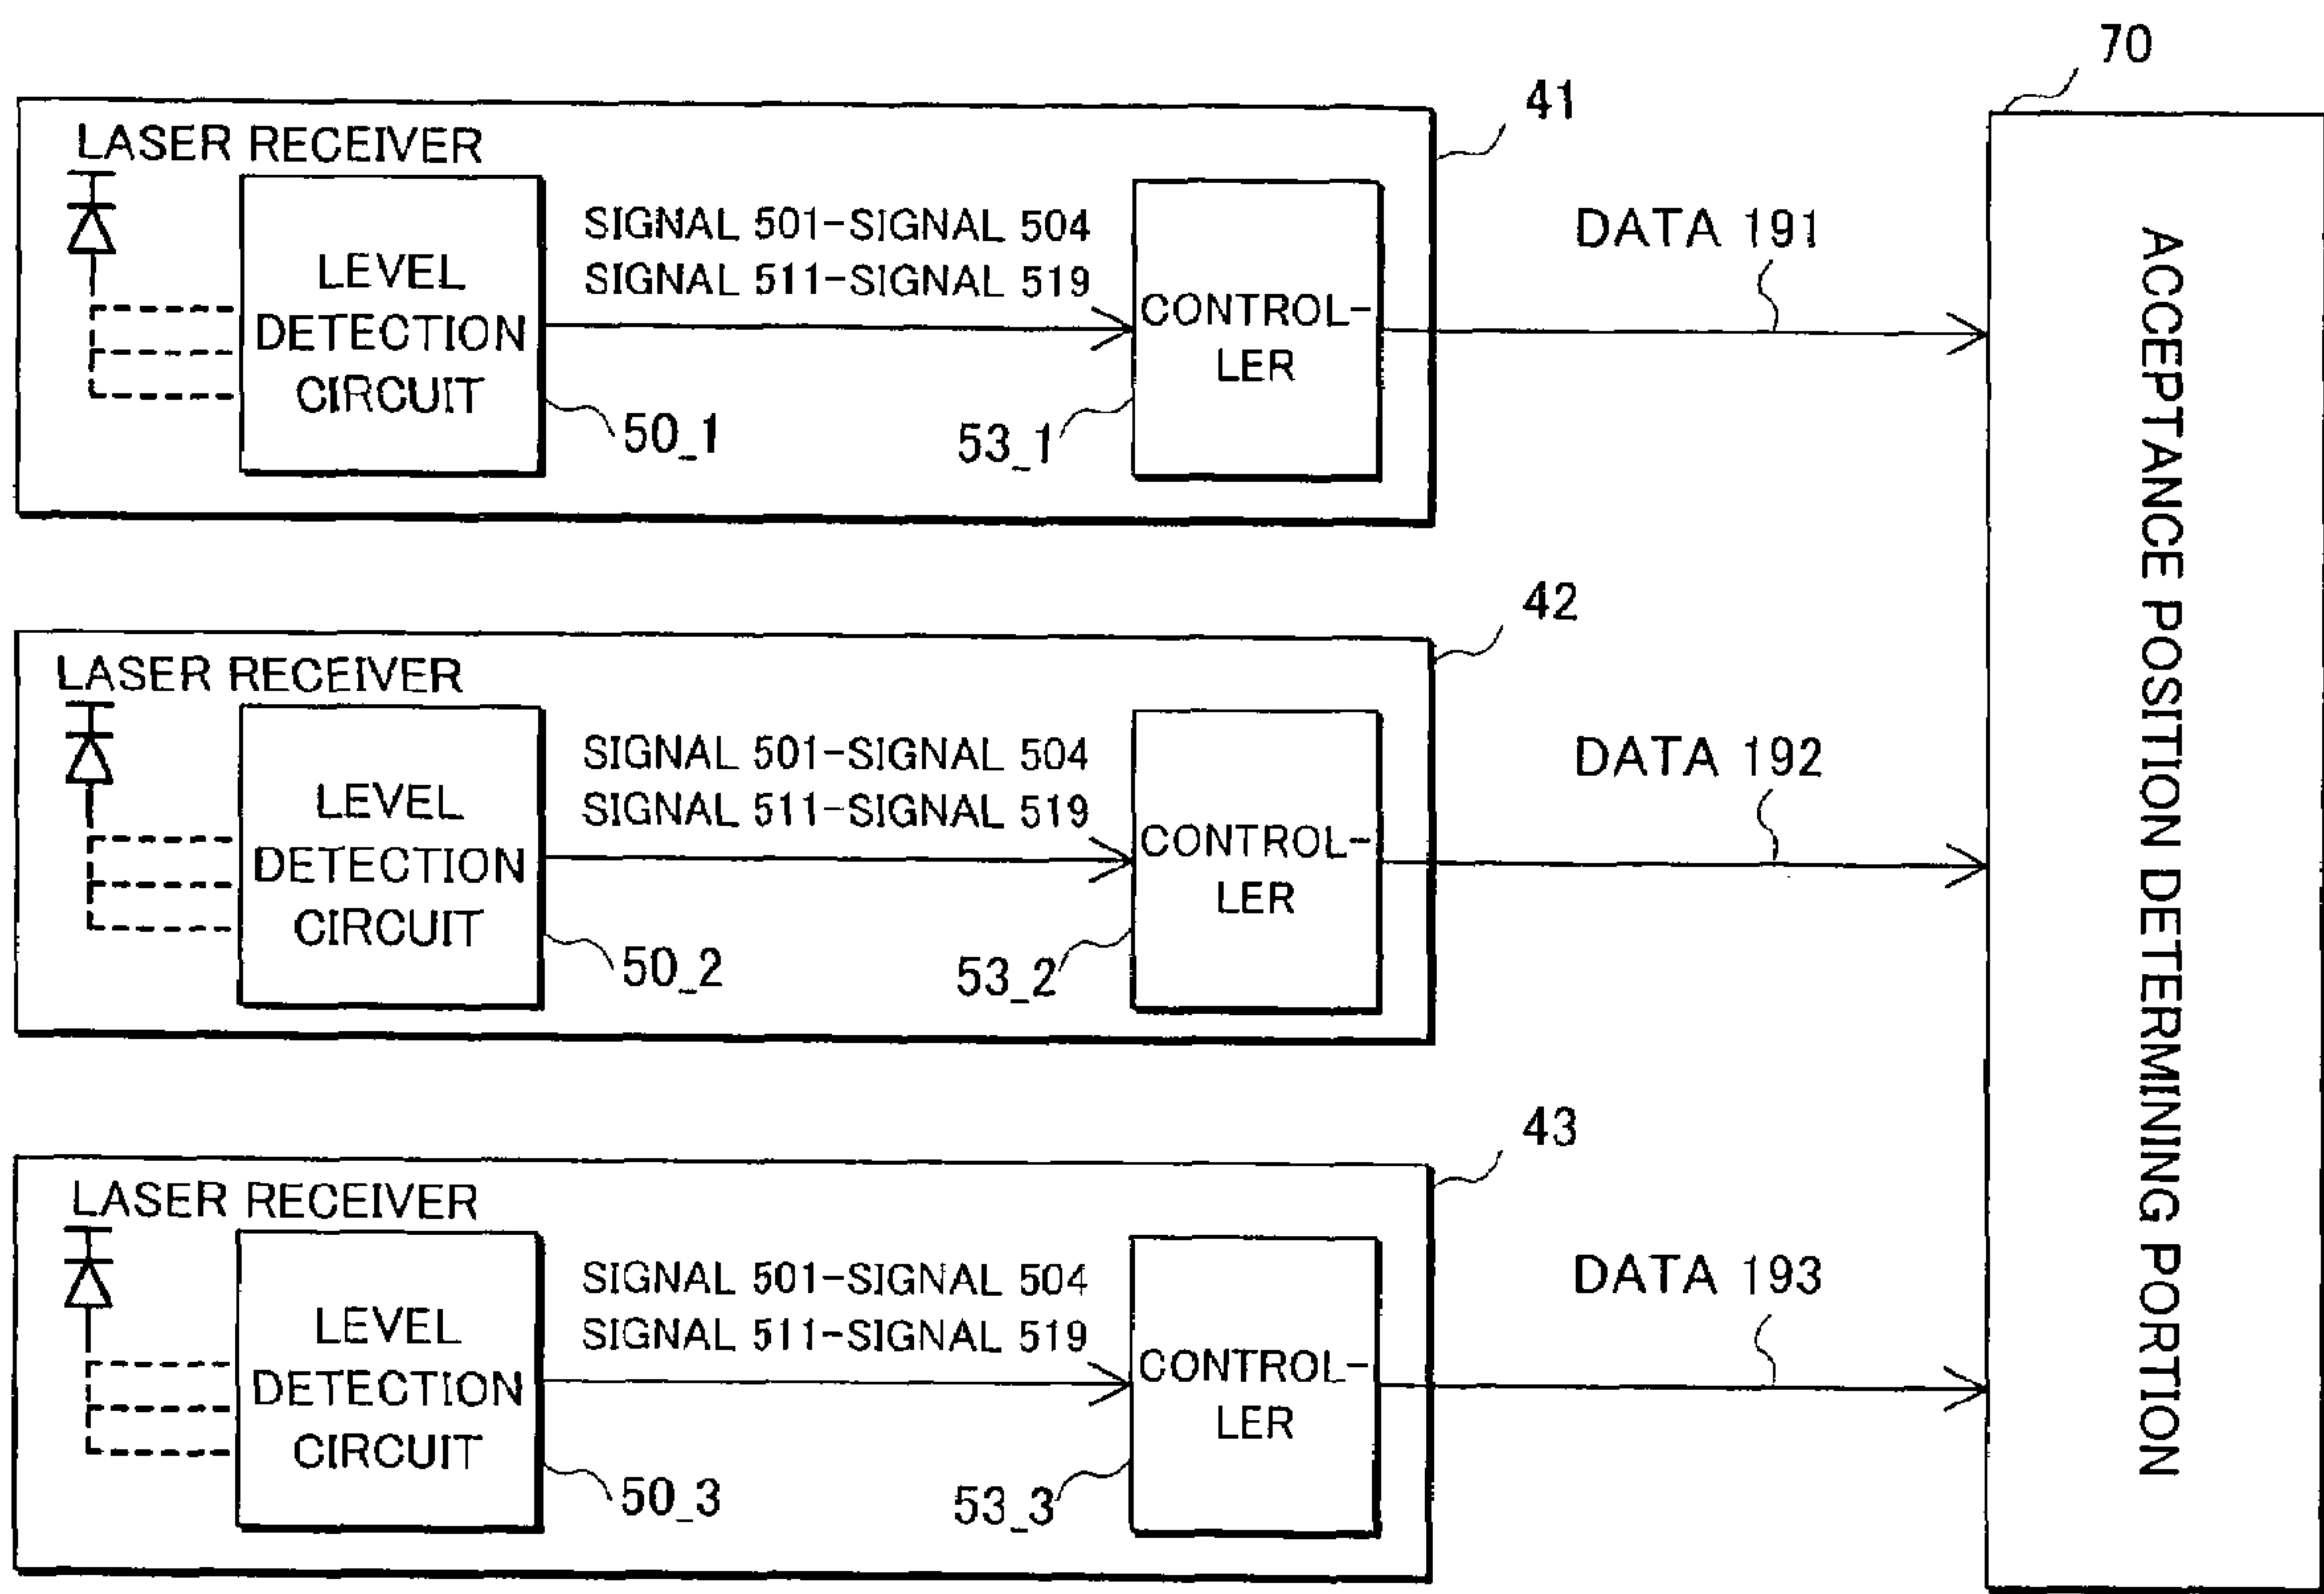 70
41
LASER RECEIVER
LEVEL
DETECTION
CIRCUIT
50_1
SIGNAL 501-SIGNAL 504
SIGNAL 511-SIGNAL 519
CONTROL-
LER
53_1
DATA 191
42
LASER RECEIVER
LEVEL
DETECTION
CIRCUIT
50_2
SIGNAL 501-SIGNAL 504
SIGNAL 511-SIGNAL 519
CONTROL-
LER
53_2
DATA 192
43
LASER RECEIVER
LEVEL
DETECTION
CIRCUIT
50_3
SIGNAL 501-SIGNAL 504
SIGNAL 511-SIGNAL 519
CONTROL-
LER
53_3
DATA 193
ACCEPTANCE POSITION DETERMINING PORTION